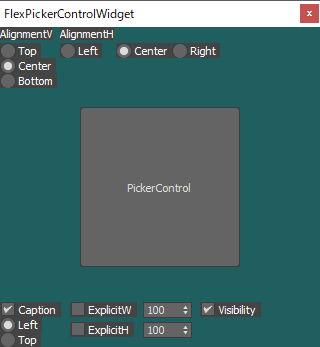 FlexPickerControlWidget
x
AlignmentV AlignmentH
Top Left Center Right
Center
Bottom
PickerControl
Caption ExplicitW 100 Visibility
Left ExplicitH 100
Top